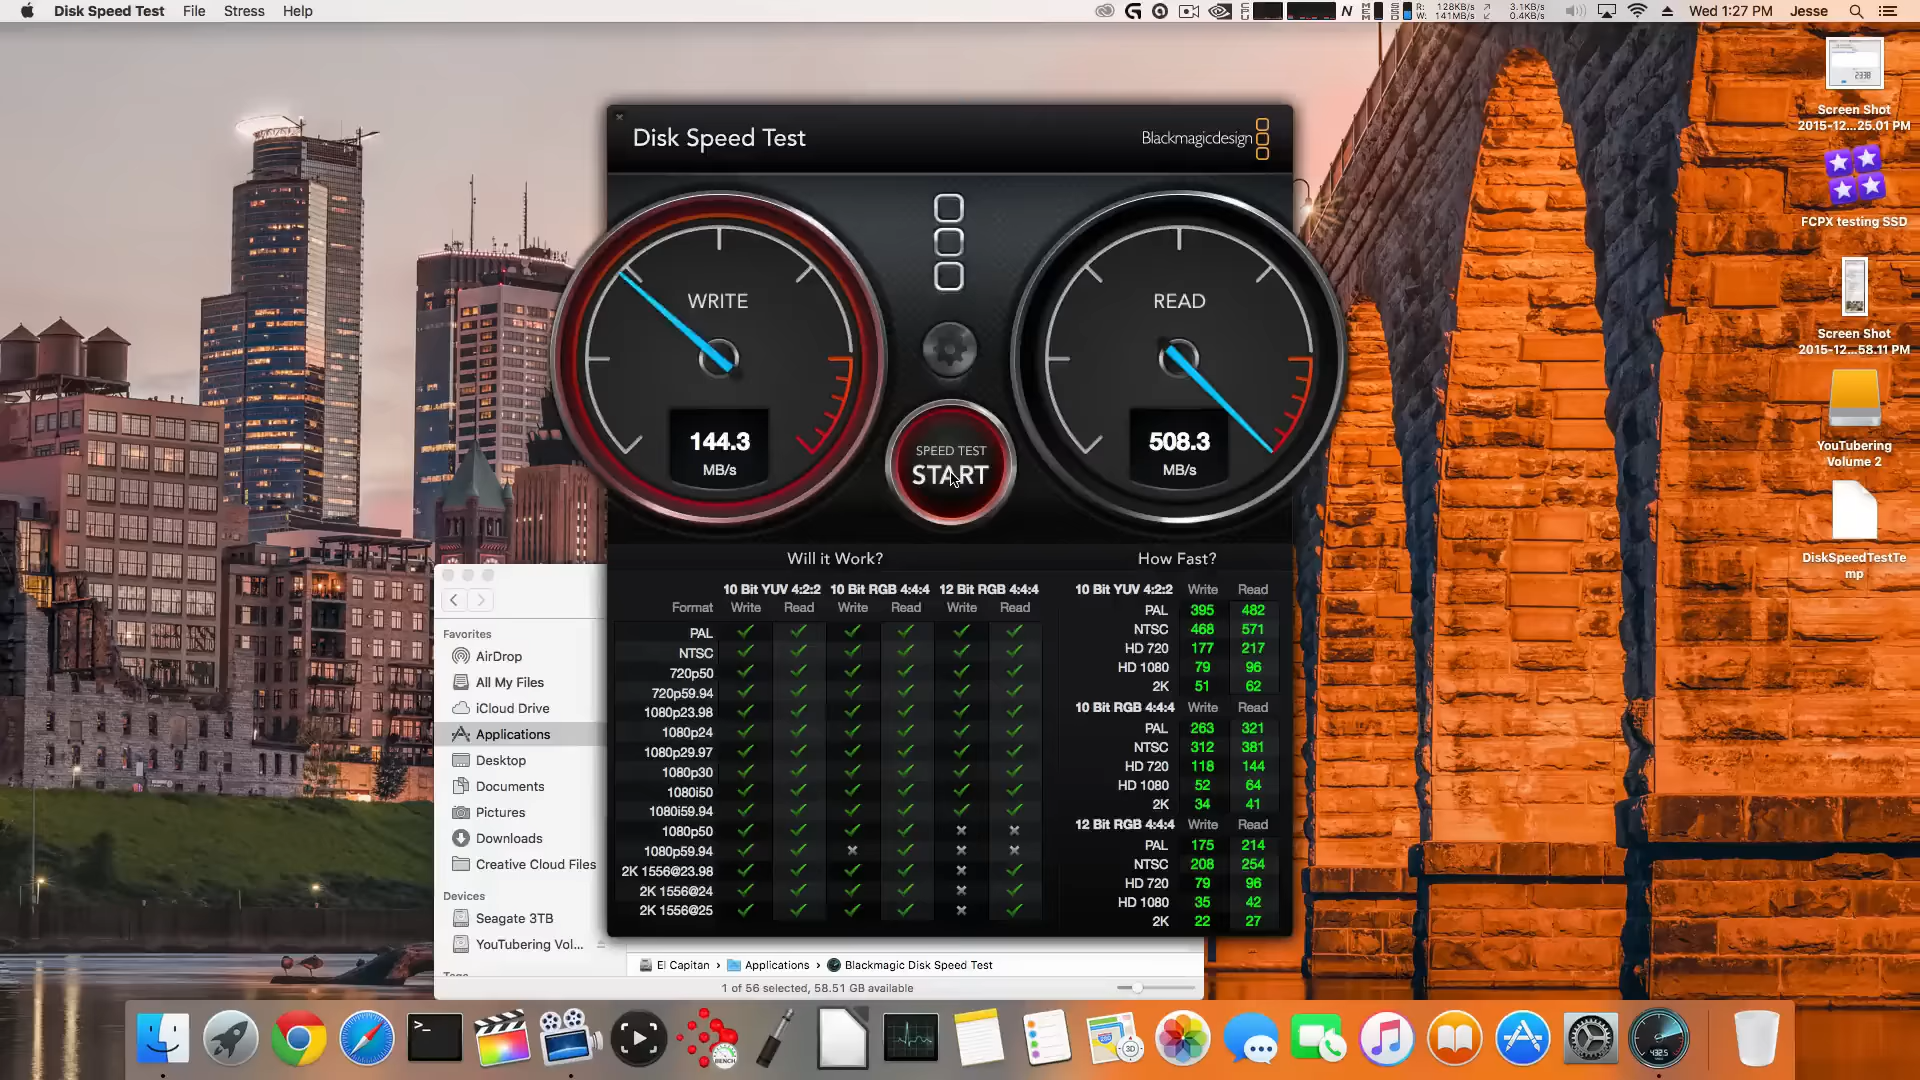 Disk Speed Test File Stress Help
R: 128KB/s 3.1KB/s
W: 141MB/s 0.4KB/s
Wed 1:27 PM Jesse
Disk Speed Test
Blackmagicdesign
WRITE
144.3
MB/s
READ
508.3
MB/s
SPEED TEST
START
Will it Work?
10 Bit YUV 4:2:2 10 Bit RGB 4:4:4 12 Bit RGB 4:4:4
Format Write Read Write Read Write Read
PAL
NTSC
720p50
720p59.94
1080p23.98
1080p24
1080p29.97
1080p30
1080i50
1080i59.94
1080p50
1080p59.94
2K 1556@23.98
2K 1556@24
2K 1556@25
How Fast?
10 Bit YUV 4:2:2 Write Read
PAL 395 482
NTSC 468 571
HD 720 177 217
HD 1080 79 96
2K 51 62
10 Bit RGB 4:4:4 Write Read
PAL 263 321
NTSC 312 381
HD 720 118 144
HD 1080 52 64
2K 34 41
12 Bit RGB 4:4:4 Write Read
PAL 175 214
NTSC 208 254
HD 720 79 96
HD 1080 35 42
2K 22 27
Favorites
AirDrop
All My Files
iCloud Drive
Applications
Desktop
Documents
Pictures
Downloads
Creative Cloud Files
Devices
Seagate 3TB
YouTubering Vol...
El Capitan › Applications › Blackmagic Disk Speed Test
1 of 56 selected, 58.51 GB available
Screen Shot
2015-12...25.01 PM
FCPX testing SSD
Screen Shot
2015-12...58.11 PM
YouTubering
Volume 2
DiskSpeedTestTe
mp
BENCH
3D
432.5